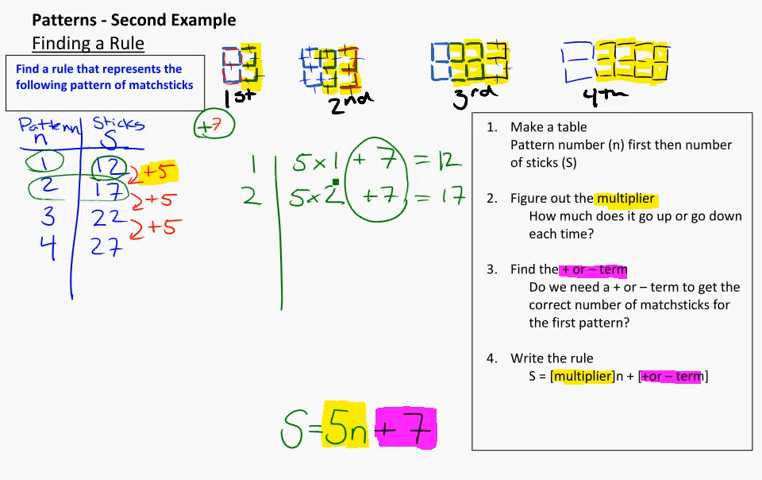 Patterns - Second Example
Finding a Rule
Find a rule that represents the
following pattern of matchsticks
1st
2nd
3rd
4th
Pattern Sticks
n S
1 12
2 17
3 22
4 27
+5
+5
+5
+7
1 5 x 1 + 7 = 12
2 5 x 2 + 7 = 17
S = 5n + 7
1. Make a table
Pattern number (n) first then number
of sticks (S)
2. Figure out the multiplier
How much does it go up or go down
each time?
3. Find the + or – term
Do we need a + or – term to get the
correct number of matchsticks for
the first pattern?
4. Write the rule
S = [multiplier]n + [+or – term]